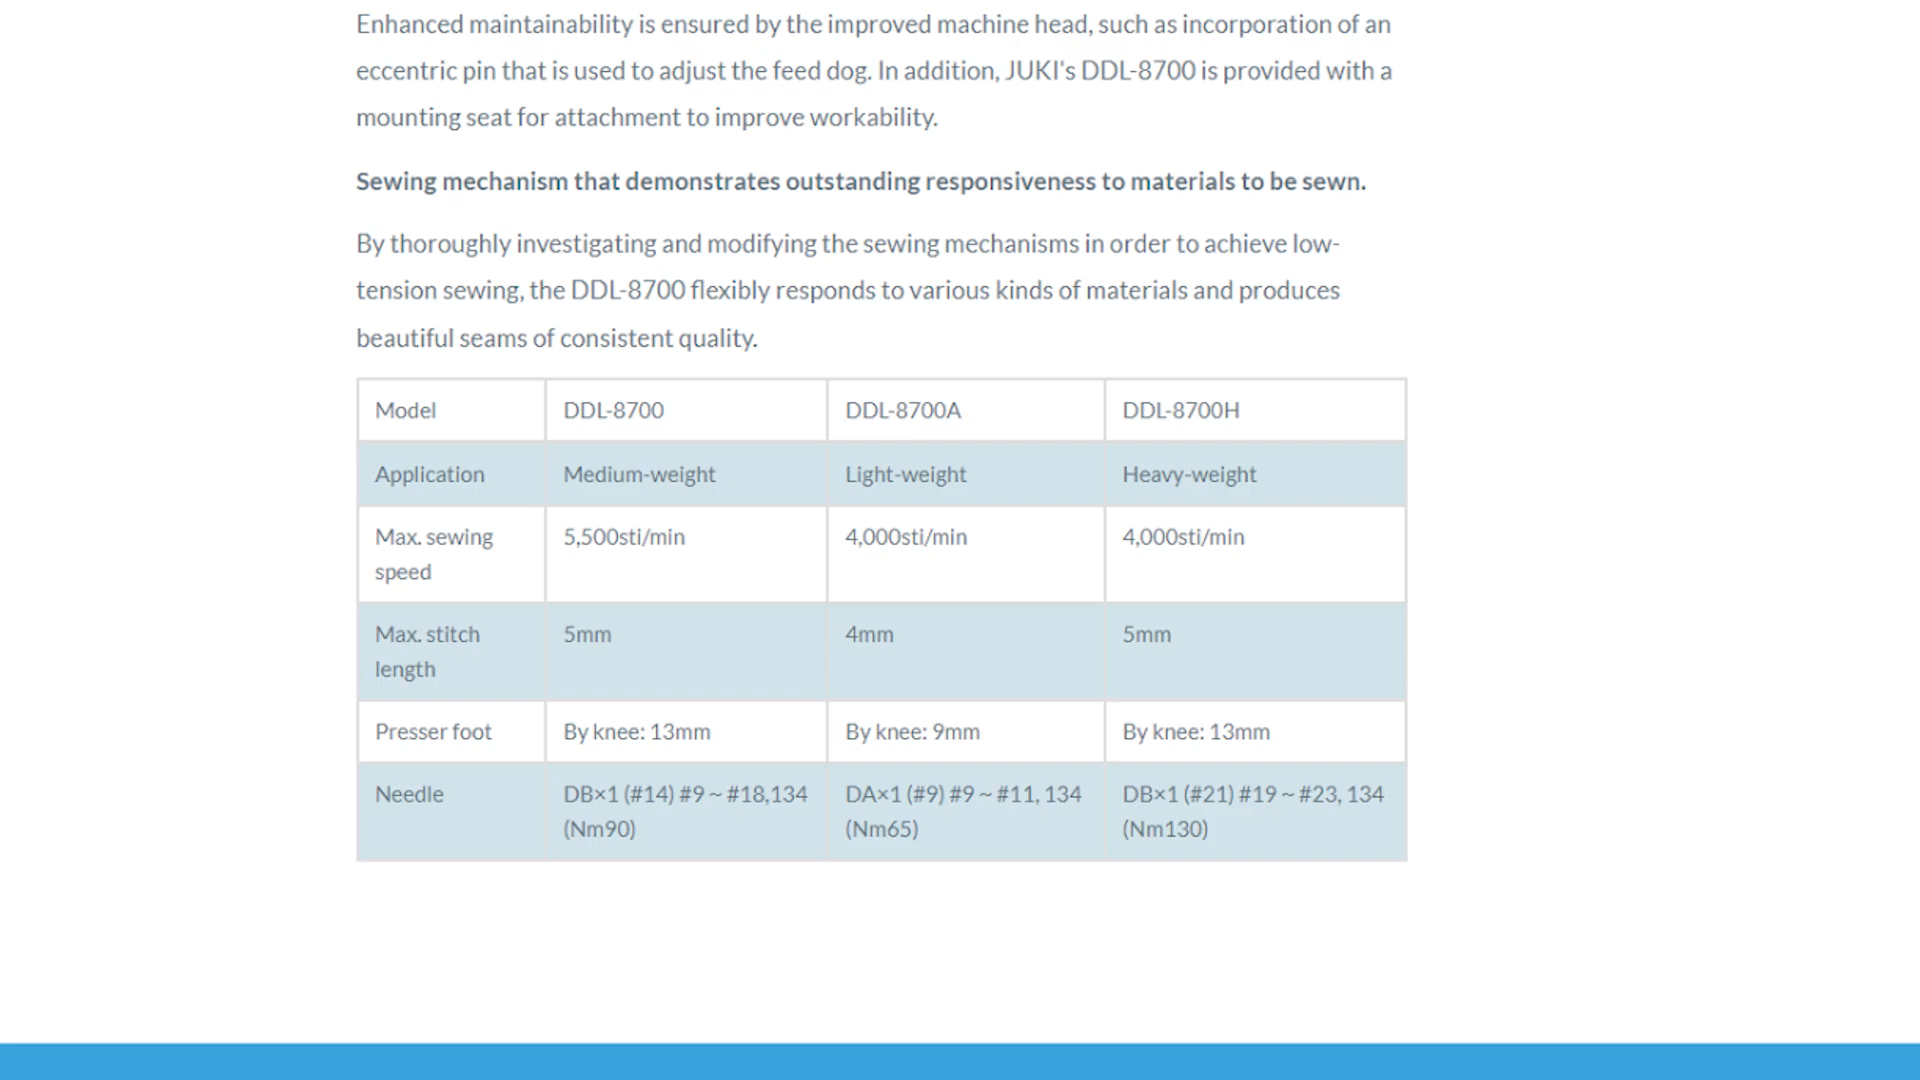 Enhanced maintainability is ensured by the improved machine head, such as incorporation of an
eccentric pin that is used to adjust the feed dog. In addition, JUKI's DDL-8700 is provided with a
mounting seat for attachment to improve workability.
Sewing mechanism that demonstrates outstanding responsiveness to materials to be sewn.
By thoroughly investigating and modifying the sewing mechanisms in order to achieve low-
tension sewing, the DDL-8700 flexibly responds to various kinds of materials and produces
beautiful seams of consistent quality.
Model DDL-8700 DDL-8700A DDL-8700H
Application Medium-weight Light-weight Heavy-weight
Max. sewing 5,500sti/min 4,000sti/min 4,000sti/min
speed
Max. stitch 5mm 4mm 5mm
length
Presser foot By knee: 13mm By knee: 9mm By knee: 13mm
Needle DB×1 (#14) #9 ~ #18,134 DA×1 (#9) #9 ~ #11, 134 DB×1 (#21) #19 ~ #23, 134
(Nm90) (Nm65) (Nm130)